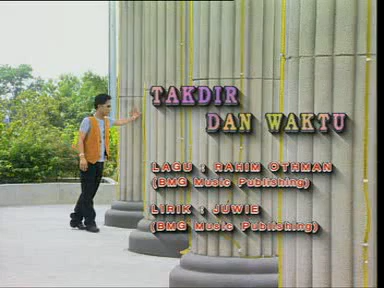 TAKDIR
DAN WAKTU
LAGU : RAHIM OTHMAN
(BMG Music Publishing)
LIRIK : JUWIE
(BMG Music Publishing)